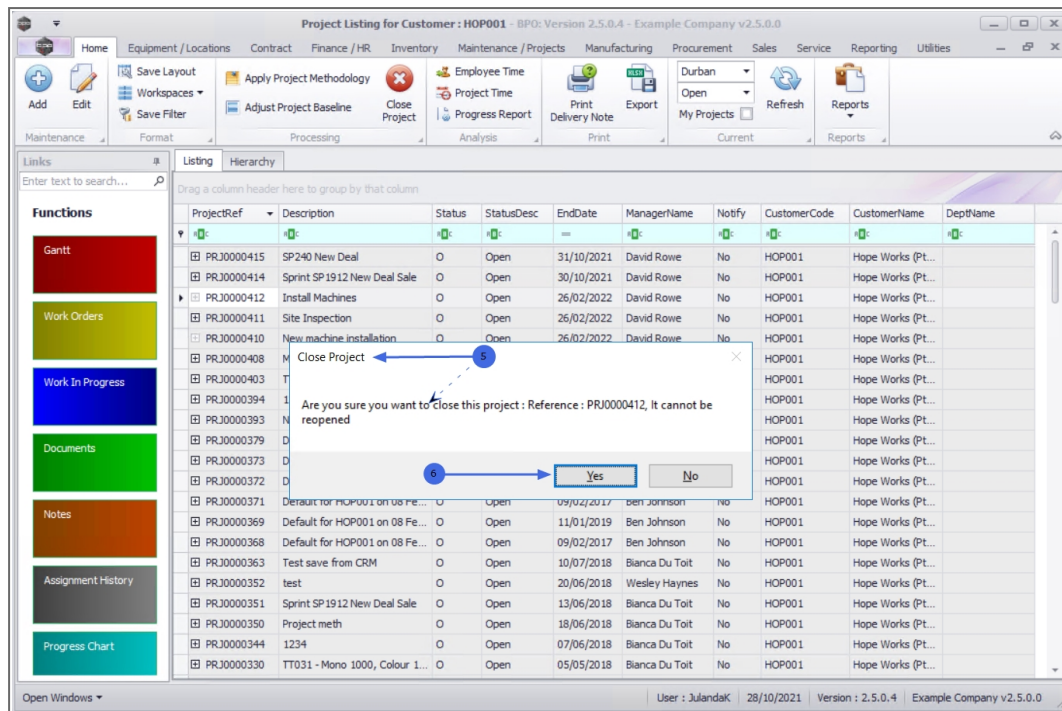 Project Listing for Customer : HOP001 - BPO: Version 2.5.0.4 - Example Company v2.5.0.0
Home Equipment / Locations Contract Finance / HR Inventory Maintenance / Projects Manufacturing Procurement Sales Service Reporting Utilities
Add
Edit
Maintenance
Save Layout
Workspaces
Save Filter
Format
Apply Project Methodology
Adjust Project Baseline
Close Project
Processing
Employee Time
Project Time
Progress Report
Analysis
Print Delivery Note
Export
Print
Durban
Open
My Projects
Refresh
Current
Reports
Reports
Links
Enter text to search...
Functions
Gantt
Work Orders
Work In Progress
Documents
Notes
Assignment History
Progress Chart
Listing Hierarchy
Drag a column header here to group by that column
ProjectRef Description Status StatusDesc EndDate ManagerName Notify CustomerCode CustomerName DeptName
PRJ0000415 SP240 New Deal O Open 31/10/2021 David Rowe No HOP001 Hope Works (Pt...
PRJ0000414 Sprint SP1912 New Deal Sale O Open 30/10/2021 David Rowe No HOP001 Hope Works (Pt...
PRJ0000412 Install Machines O Open 26/02/2022 David Rowe No HOP001 Hope Works (Pt...
PRJ0000411 Site Inspection O Open 26/02/2022 David Rowe No HOP001 Hope Works (Pt...
PRJ0000410 New machine installation O Open 26/02/2022 David Rowe No HOP001 Hope Works (Pt...
PRJ0000408 M HOP001 Hope Works (Pt...
PRJ0000403 HOP001 Hope Works (Pt...
PRJ0000394 1 HOP001 Hope Works (Pt...
PRJ0000393 N HOP001 Hope Works (Pt...
PRJ0000379 D HOP001 Hope Works (Pt...
PRJ0000373 D HOP001 Hope Works (Pt...
PRJ0000372 D HOP001 Hope Works (Pt...
PRJ0000371 Default for HOP001 on 08 Fe... O Open 09/02/2017 Ben Johnson No HOP001 Hope Works (Pt...
PRJ0000369 Default for HOP001 on 08 Fe... O Open 11/01/2019 Ben Johnson No HOP001 Hope Works (Pt...
PRJ0000368 Default for HOP001 on 08 Fe... O Open 09/02/2017 Ben Johnson No HOP001 Hope Works (Pt...
PRJ0000363 Test save from CRM O Open 10/07/2018 Bianca Du Toit No HOP001 Hope Works (Pt...
PRJ0000352 test O Open 20/06/2018 Wesley Haynes No HOP001 Hope Works (Pt...
PRJ0000351 Sprint SP1912 New Deal Sale O Open 13/06/2018 Bianca Du Toit No HOP001 Hope Works (Pt...
PRJ0000350 Project meth O Open 18/06/2018 Bianca Du Toit No HOP001 Hope Works (Pt...
PRJ0000344 1234 O Open 07/06/2018 Bianca Du Toit No HOP001 Hope Works (Pt...
PRJ0000330 TT031 - Mono 1000, Colour 1... O Open 05/05/2018 Bianca Du Toit No HOP001 Hope Works (Pt...
Close Project 5
Are you sure you want to close this project : Reference : PRJ0000412, It cannot be
reopened
6 Yes No
Open Windows User : JulandaK 28/10/2021 Version : 2.5.0.4 Example Company v2.5.0.0